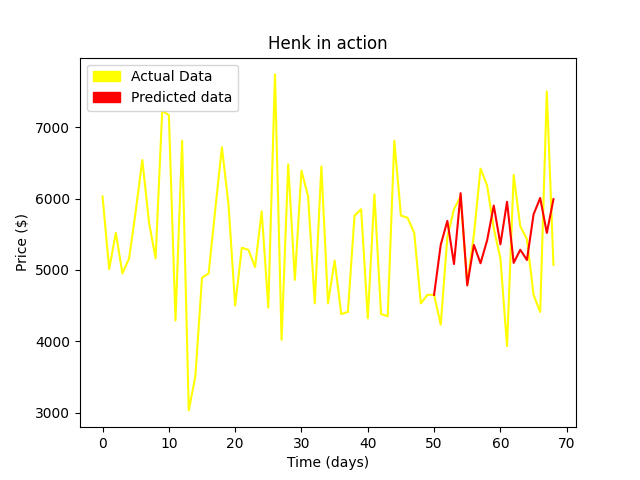 Henk in action
Actual Data
Predicted data
Price ($)
7000
6000
5000
4000
3000
0 10 20 30 40 50 60 70
Time (days)